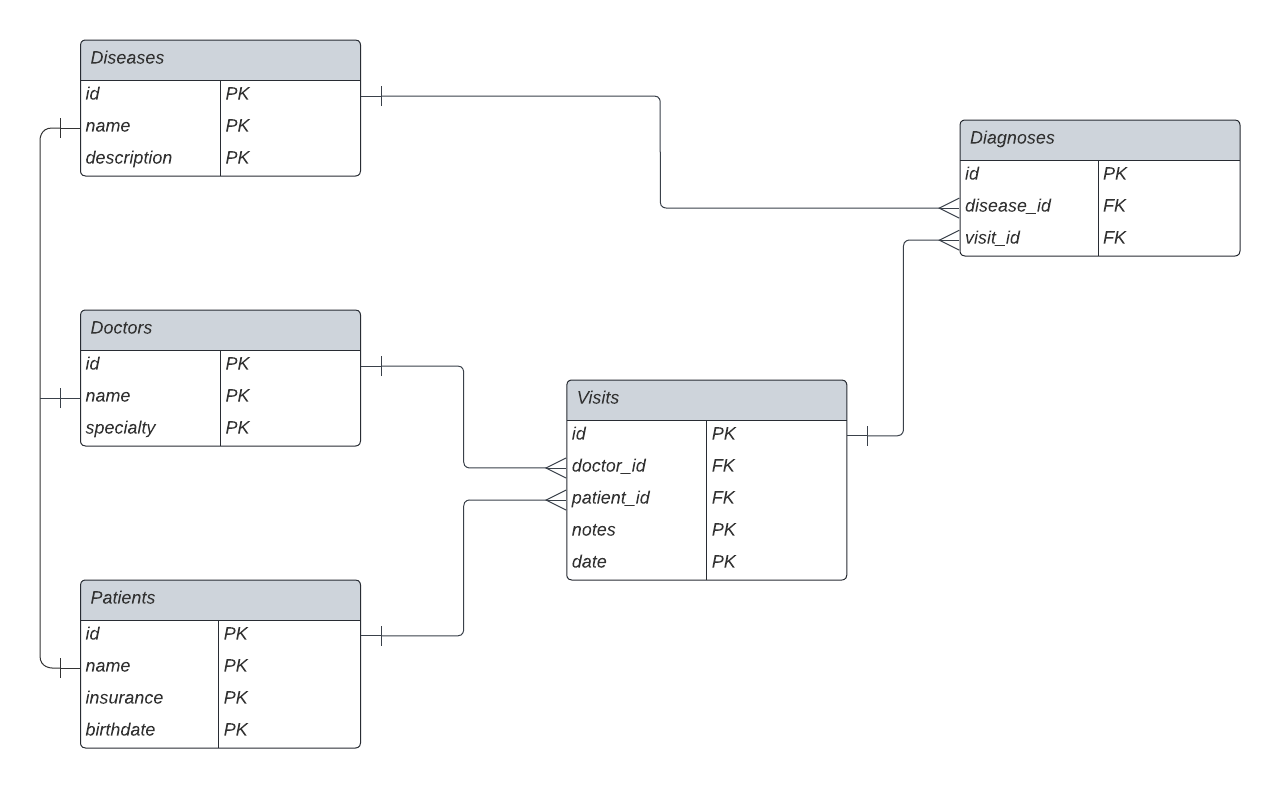 Diseases
id PK
name PK
description PK
Diagnoses
id PK
disease_id FK
visit_id FK
Doctors
id PK
name PK
specialty PK
Visits
id PK
doctor_id FK
patient_id FK
notes PK
date PK
Patients
id PK
name PK
insurance PK
birthdate PK